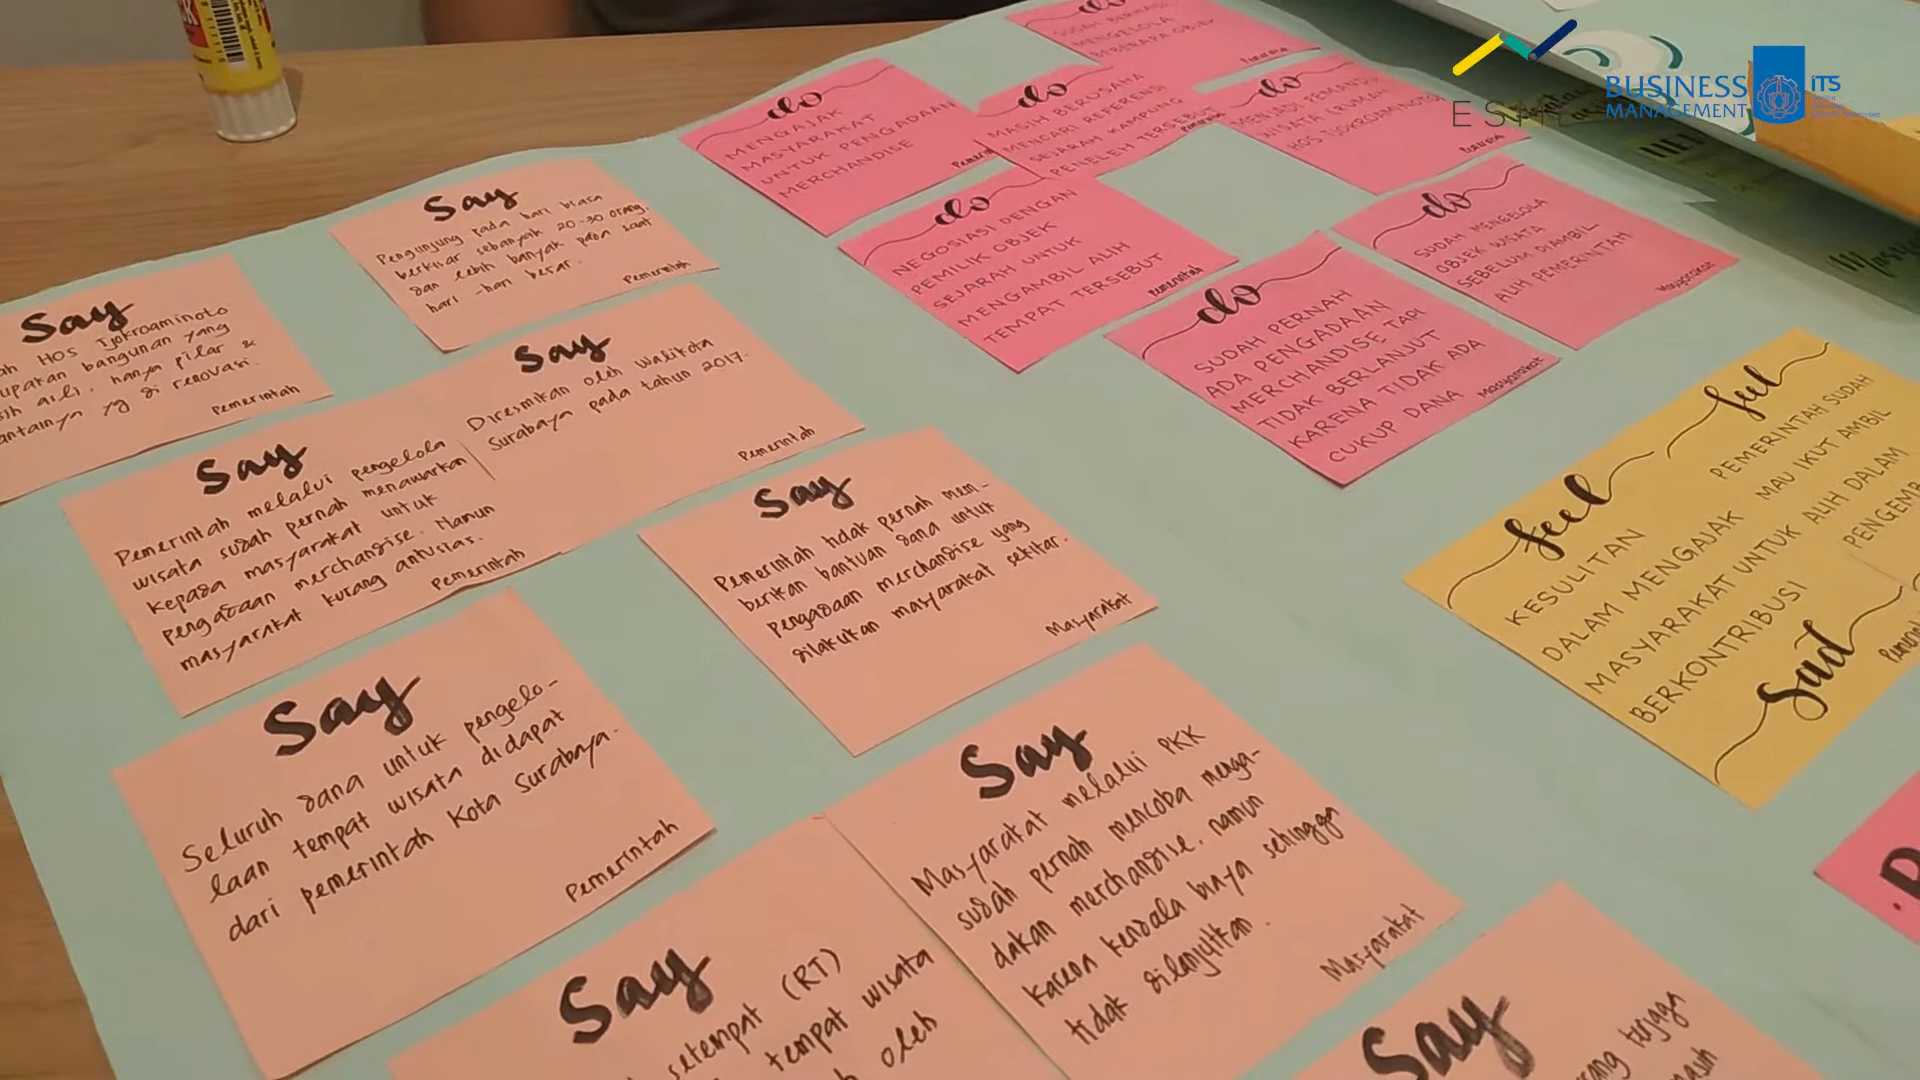 Say
HOS Tjokroaminoto
bangunan yang
asli, hanya pilar &
lantainya yg di renovasi.
Pemerintah
Say
Pengunjung pada hari biasa
berkisar sebanyak 20-30 orang.
dan lebih banyak pada saat
hari-hari besar.
Pemerintah
Say
Pemerintah melalui pengelola
wisata sudah pernah menawarkan
kepada masyarakat untuk
pengadaan merchandise. Namun
masyarakat kurang antusias.
Pemerintah
Say
Diresmikan oleh Walikota
Surabaya pada tahun 2017.
Pemerintah
Say
Pemerintah tidak pernah mem-
berikan bantuan dana untuk
pengadaan merchandise yang
dilakukan masyarakat sekitar.
Masyarakat
Say
Seluruh dana untuk pengelo-
laan tempat wisata didapat
dari pemerintah Kota Surabaya.
Pemerintah
Say
Masyarakat melalui PKK
sudah pernah mencoba menga-
dakan merchandise, namun
karena kendala biaya sehingga
tidak dilanjutkan.
Masyarakat
Say
setempat (RT)
tempat wisata
oleh
Say
terjaga
do
MENGAJAK
MASYARAKAT
UNTUK PENGADAAN
MERCHANDISE
do
SUDAH
MENGELOLA
BEBERAPA
do
MASIH BERUSAHA
MENCARI REFERENSI
SEJARAH KAMPUNG
PENELEH TERSEBUT
do
MENJADI PEMANDU
WISATA (RUMAH
HOS TJOKROAMINOTO)
do
NEGOSIASI DENGAN
PEMILIK OBJEK
SEJARAH UNTUK
MENGAMBIL ALIH
TEMPAT TERSEBUT
Pemerintah
do
SUDAH MENGELOLA
OBJEK WISATA
SEBELUM DIAMBIL
ALIH PEMERINTAH
Masyarakat
do
SUDAH PERNAH
ADA PENGADAAN
MERCHANDISE TAPI
TIDAK BERLANJUT
KARENA TIDAK ADA
CUKUP DANA
Masyarakat
feel
KESULITAN
DALAM MENGAJAK
MASYARAKAT UNTUK
BERKONTRIBUSI
sad
feel
PEMERINTAH SUDAH
MAU IKUT AMBIL
ALIH DALAM
BUSINESS
MANAGEMENT
ITS